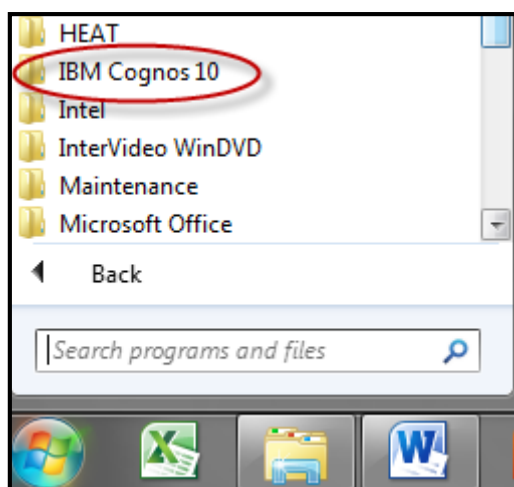 HEAT
IBM Cognos 10
Intel
InterVideo WinDVD
Maintenance
Microsoft Office
Back
Search programs and files